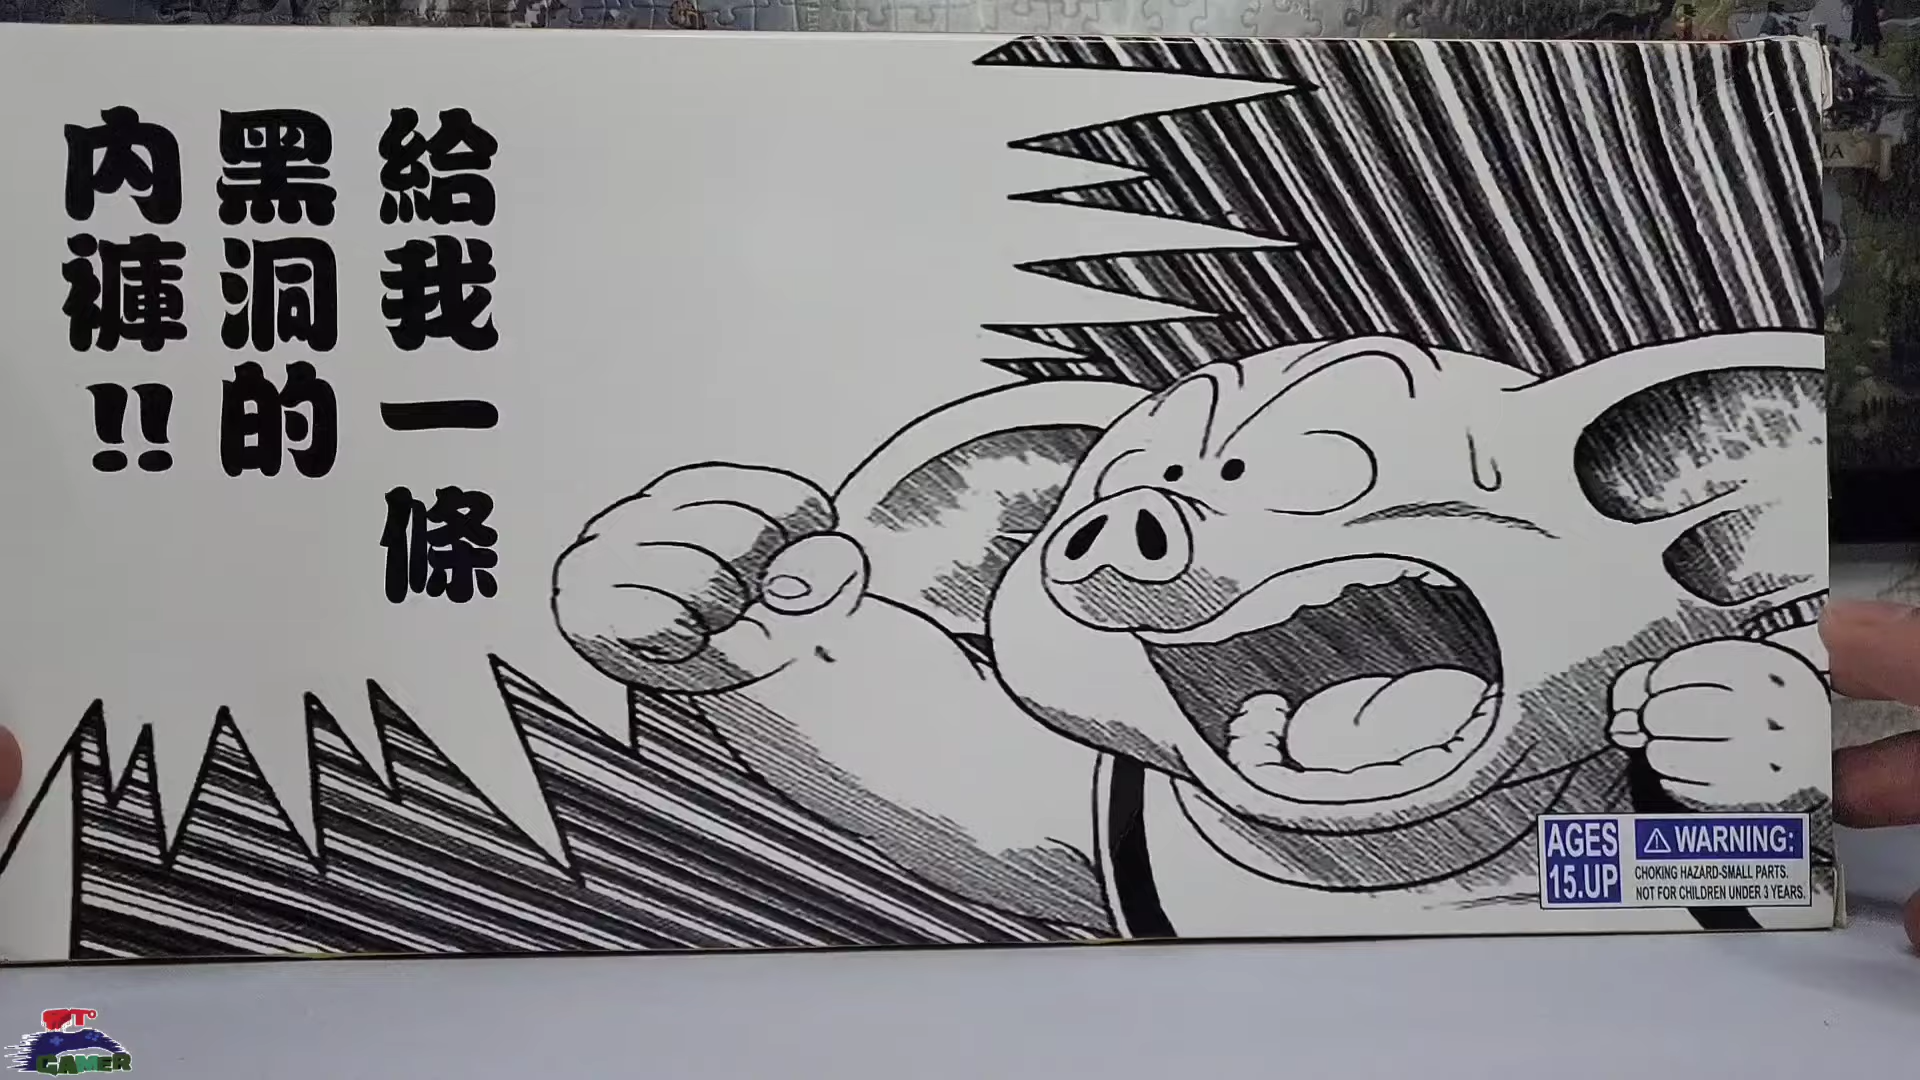 給我一條
黑洞的
內褲!!
AGES
15.UP
⚠WARNING:
CHOKING HAZARD-SMALL PARTS.
NOT FOR CHILDREN UNDER 3 YEARS.
GAMER